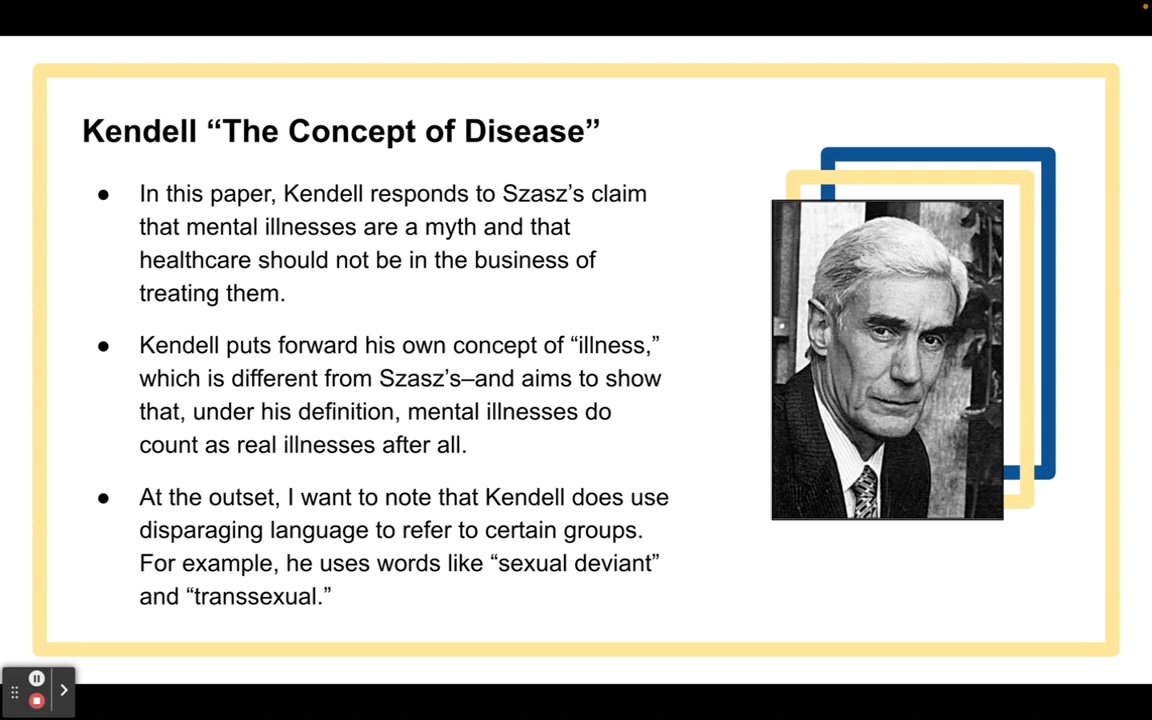 Kendell “The Concept of Disease”
● In this paper, Kendell responds to Szasz’s claim
that mental illnesses are a myth and that
healthcare should not be in the business of
treating them.
● Kendell puts forward his own concept of “illness,”
which is different from Szasz’s–and aims to show
that, under his definition, mental illnesses do
count as real illnesses after all.
● At the outset, I want to note that Kendell does use
disparaging language to refer to certain groups.
For example, he uses words like “sexual deviant”
and “transsexual.”